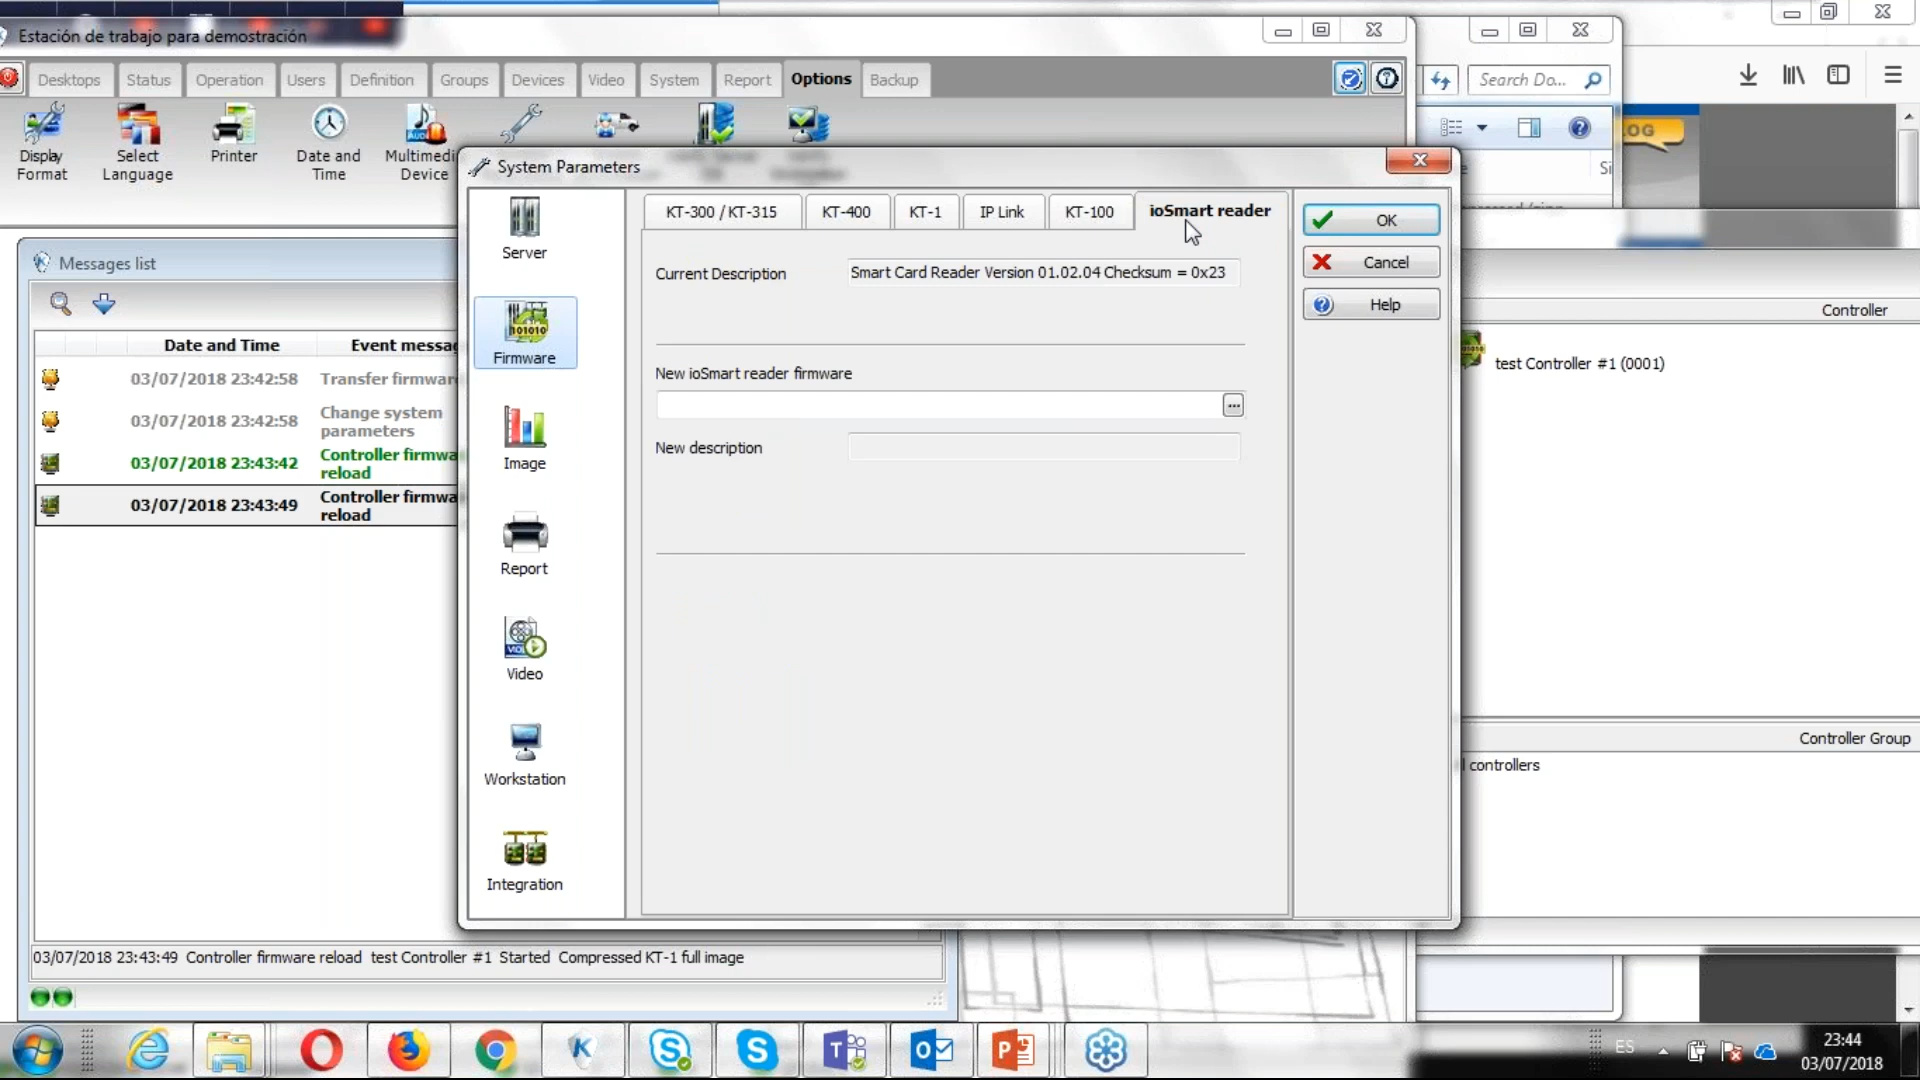 Estación de trabajo para demostración
Desktops Status Operation Users Definition Groups Devices Video System Report Options Backup
Search Do...
Display Format
Select Language
Printer
Date and Time
Multimedi
Device
OG
Si
System Parameters
Server
Firmware
Image
Report
Video
Workstation
Integration
KT-300 / KT-315 KT-400 KT-1 IP Link KT-100 ioSmart reader
Current Description Smart Card Reader Version 01.02.04 Checksum = 0x23
New ioSmart reader firmware
...
New description
OK
Cancel
Help
Messages list
Date and Time Event messag
03/07/2018 23:42:58 Transfer firmwar
03/07/2018 23:42:58 Change system parameters
03/07/2018 23:43:42 Controller firmwa
reload
03/07/2018 23:43:49 Controller firmwa
reload
03/07/2018 23:43:49 Controller firmware reload test Controller #1 Started Compressed KT-1 full image
Controller
test Controller #1 (0001)
Controller Group
l controllers
ES
23:44
03/07/2018